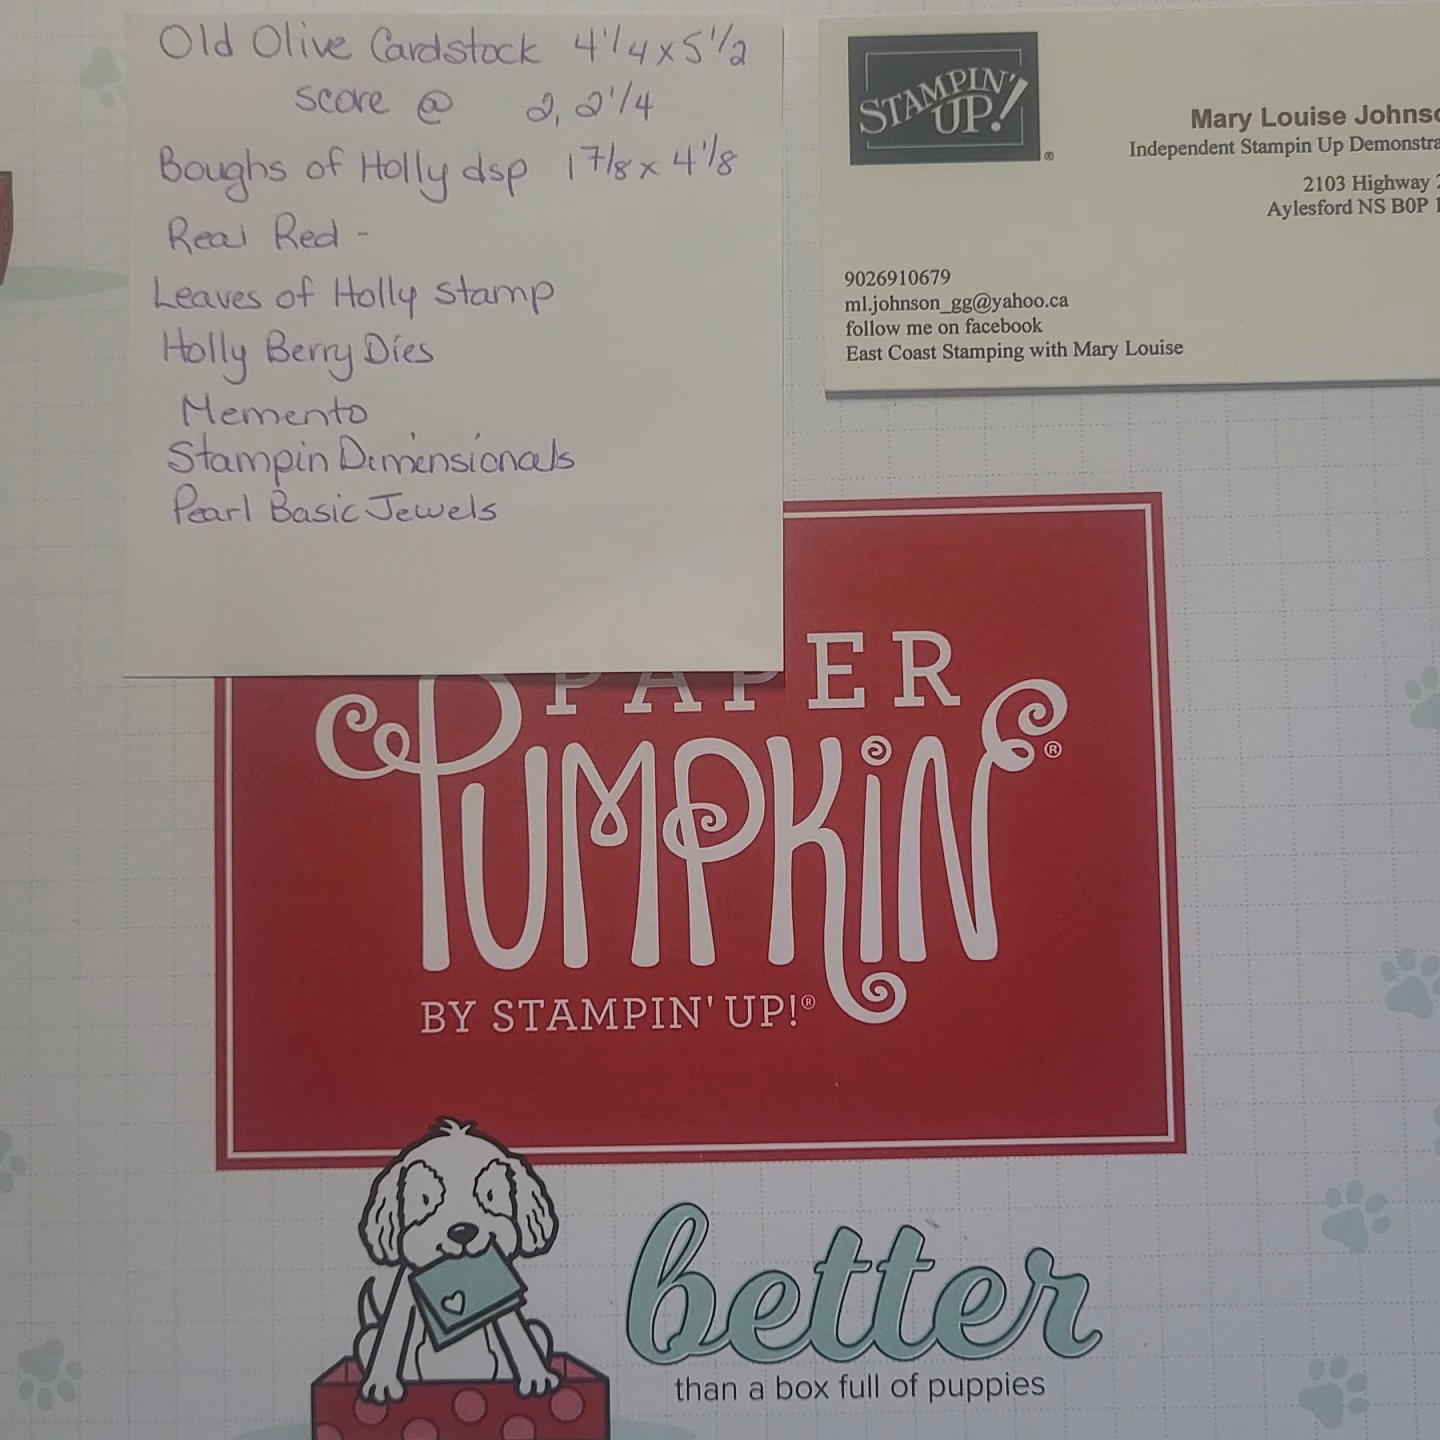 Old Olive Cardstock 4 1/4 x 5 1/2
score @ 2, 2 1/4
Boughs of Holly dsp 1 7/8 x 4 1/8
Real Red -
Leaves of Holly stamp
Holly Berry Dies
Memento
Stampin Dimensionals
Pearl Basic Jewels
STAMPIN' UP! ®
Mary Louise
Independent Stampin Up
2103 Highway
Aylesford NS B0P
9026910679
ml.johnson_gg@yahoo.ca
follow me on facebook
East Coast Stamping with Mary Louise
PAPER
PUMPKIN®
BY STAMPIN' UP!®
better
than a box full of puppies